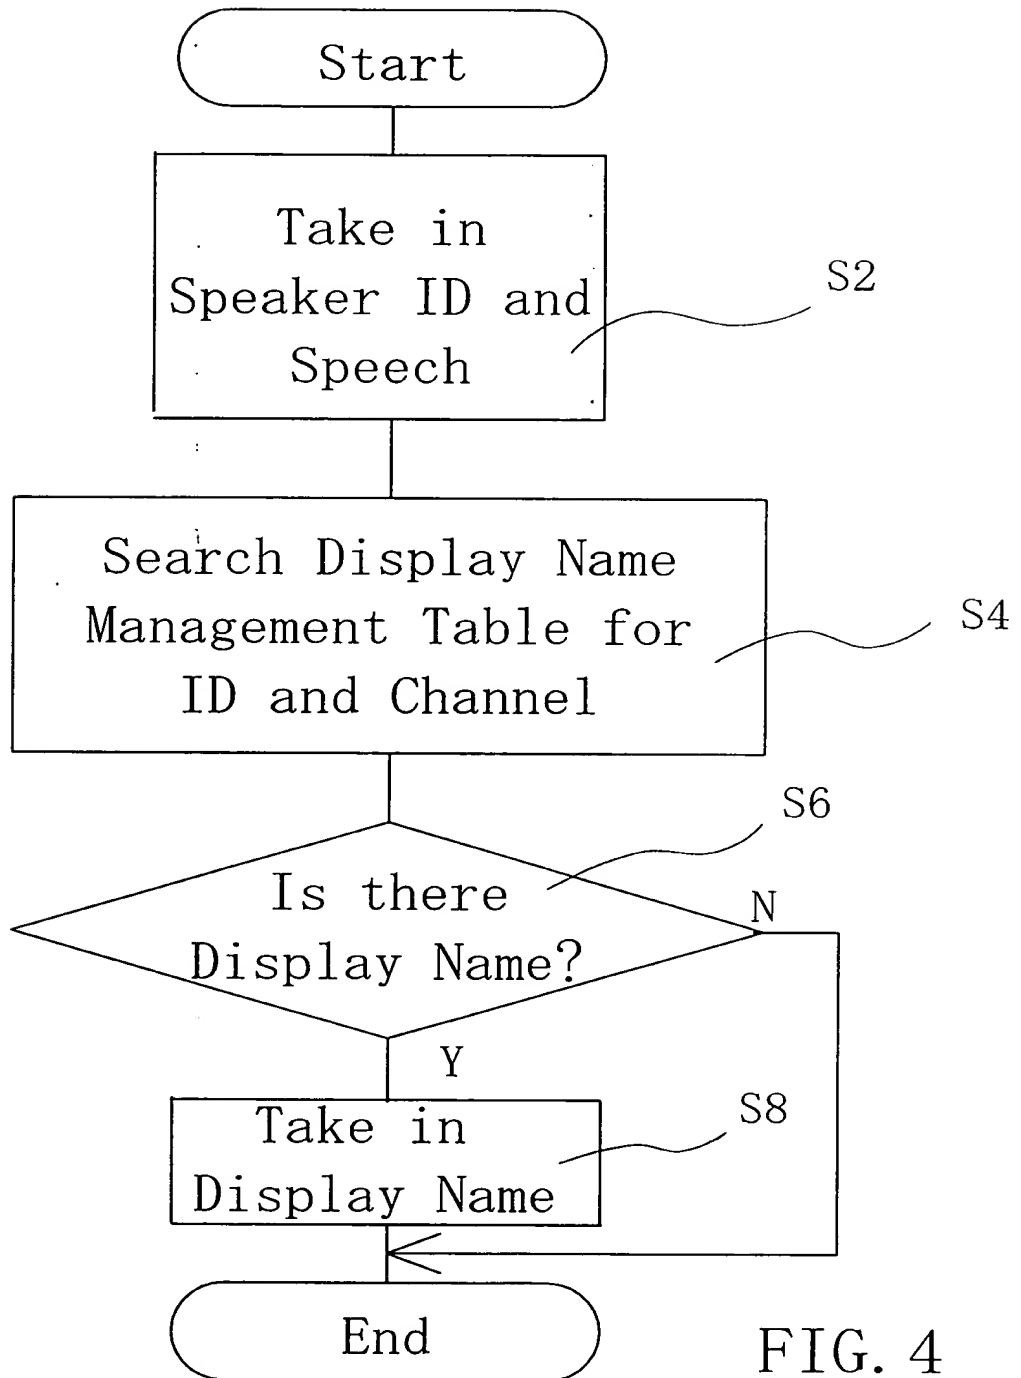 Start
Take in
Speaker ID and
Speech
S2
Search Display Name
Management Table for
ID and Channel
S4
S6
Is there
Display Name?
N
Y
Take in
Display Name
S8
End
FIG. 4